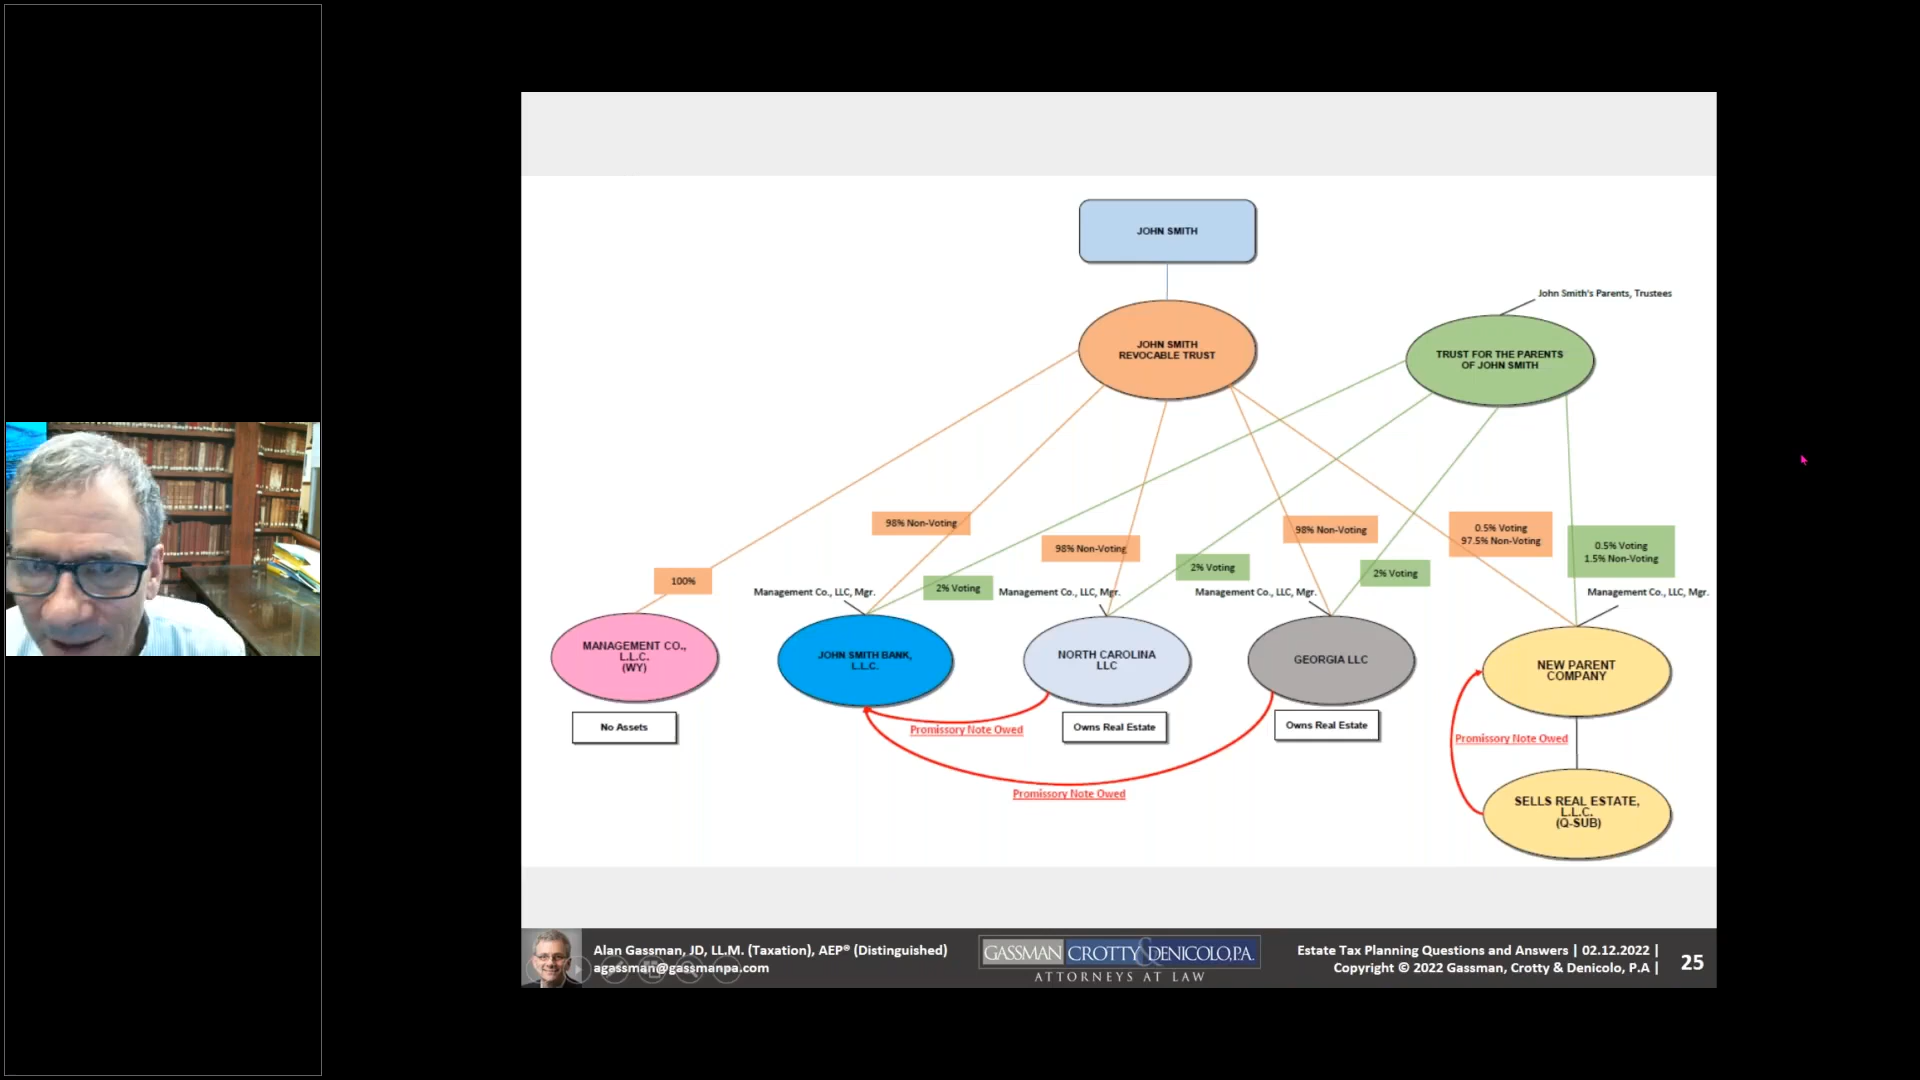 JOHN SMITH
John Smith's Parents, Trustees
JOHN SMITH
REVOCABLE TRUST
TRUST FOR THE PARENTS
OF JOHN SMITH
98% Non-Voting
98% Non-Voting
98% Non-Voting
0.5% Voting
97.5% Non-Voting
0.5% Voting
1.5% Non-Voting
100%
2% Voting
2% Voting
2% Voting
Management Co., LLC, Mgr.
Management Co., LLC, Mgr.
Management Co., LLC, Mgr.
Management Co., LLC, Mgr.
MANAGEMENT CO.,
L.L.C.
(WY)
JOHN SMITH BANK,
L.L.C.
NORTH CAROLINA
LLC
GEORGIA LLC
NEW PARENT
COMPANY
No Assets
Promissory Note Owed
Owns Real Estate
Owns Real Estate
Promissory Note Owed
Promissory Note Owed
SELLS REAL ESTATE,
L.L.C.
(Q-SUB)
Alan Gassman, JD, LL.M. (Taxation), AEP® (Distinguished)
agassman@gassmanpa.com
GASSMAN CROTTY & DENICOLO, P.A.
ATTORNEYS AT LAW
Estate Tax Planning Questions and Answers | 02.12.2022 |
Copyright © 2022 Gassman, Crotty & Denicolo, P.A |
25